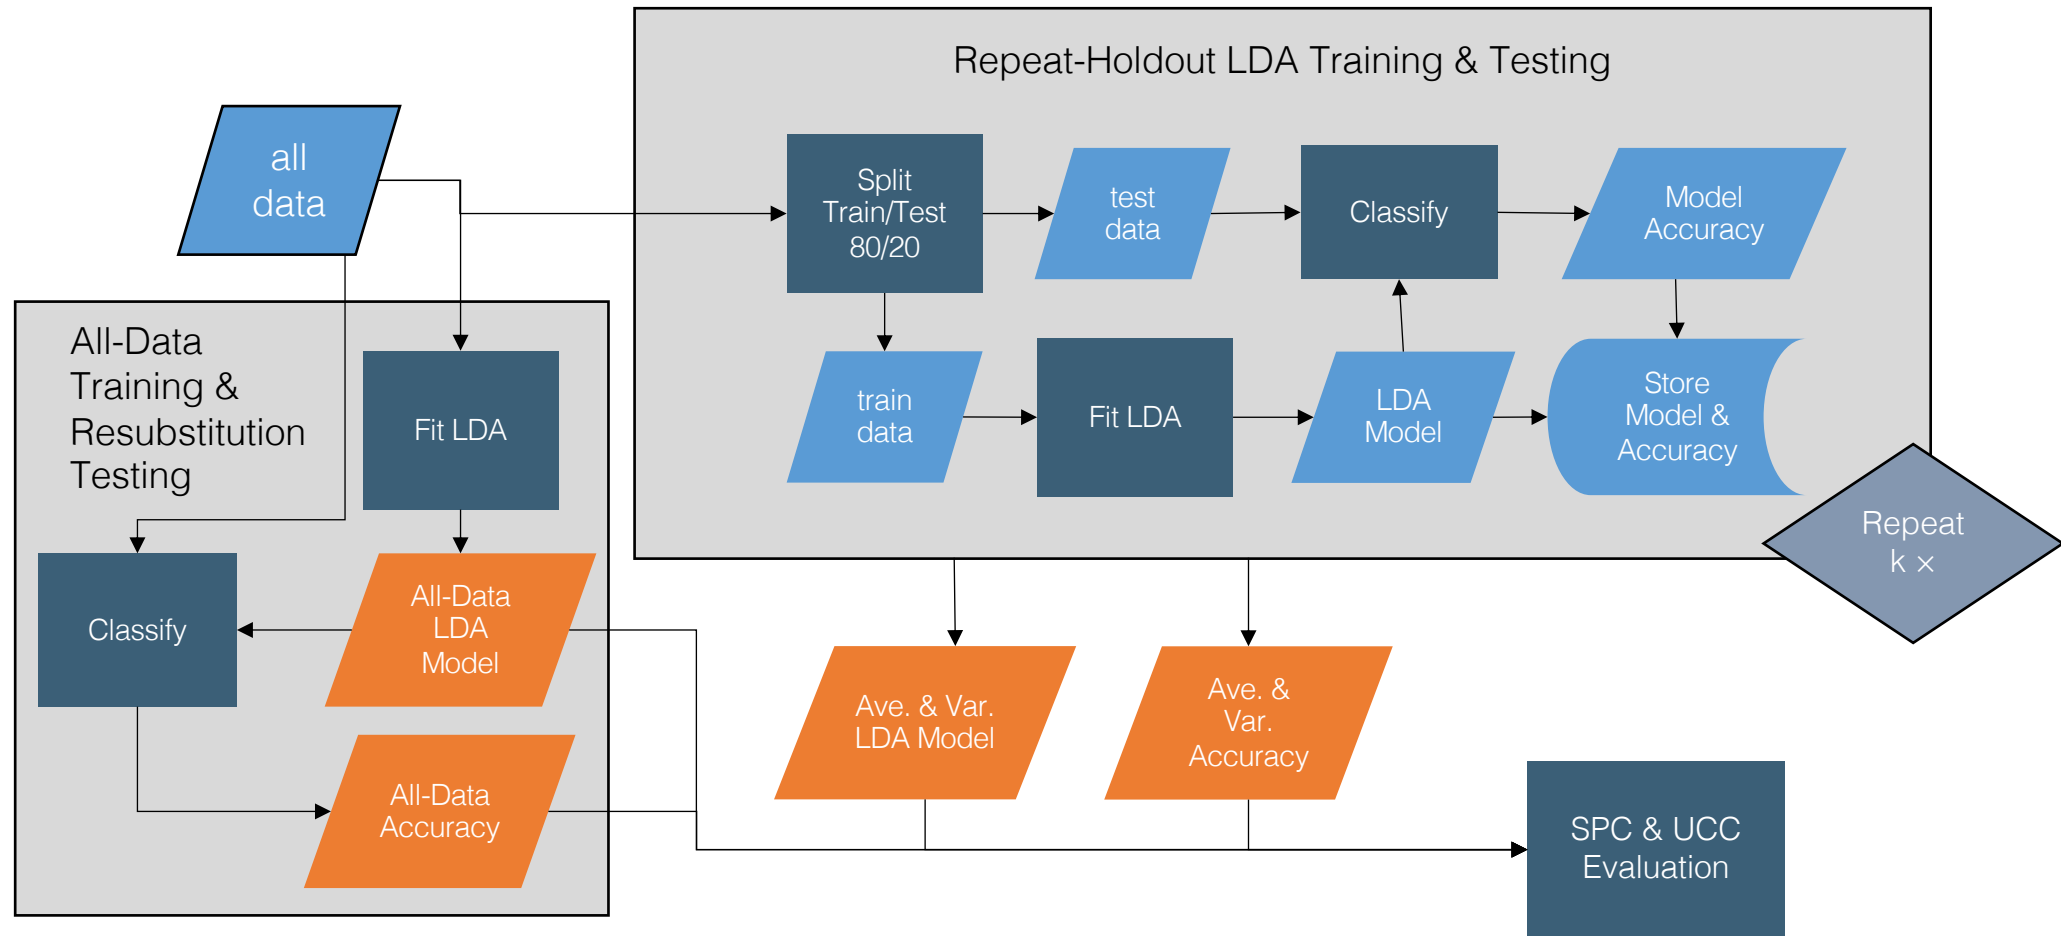 Repeat-Holdout LDA Training & Testing
all
data
Split
Train/Test
80/20
test
data
Classify
Model
Accuracy
train
data
Fit LDA
LDA
Model
Store
Model &
Accuracy
Repeat
k ×
All-Data
Training &
Resubstitution
Testing
Fit LDA
Classify
All-Data
LDA
Model
All-Data
Accuracy
Ave. & Var.
LDA Model
Ave. &
Var.
Accuracy
SPC & UCC
Evaluation